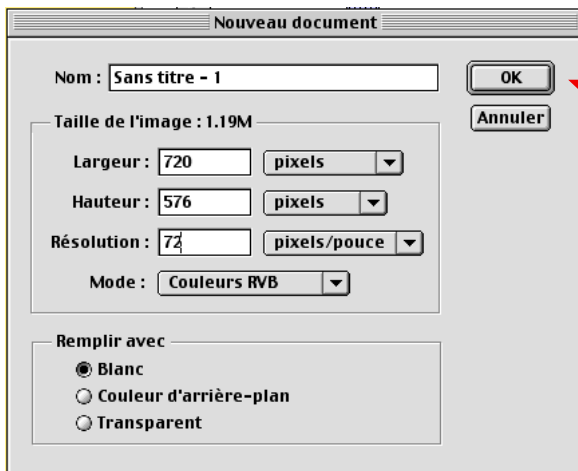 Nouveau document
Nom : Sans titre - 1
OK
Annuler
Taille de l'image : 1.19M
Largeur : 720 pixels
Hauteur : 576 pixels
Résolution : 72 pixels/pouce
Mode : Couleurs RVB
Remplir avec
Blanc
Couleur d'arrière-plan
Transparent